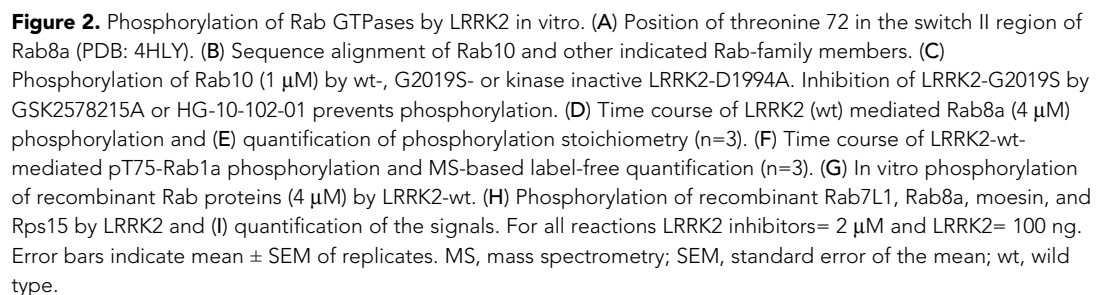 Figure 2. Phosphorylation of Rab GTPases by LRRK2 in vitro. (A) Position of threonine 72 in the switch II region of
Rab8a (PDB: 4HLY). (B) Sequence alignment of Rab10 and other indicated Rab-family members. (C)
Phosphorylation of Rab10 (1 μM) by wt-, G2019S- or kinase inactive LRRK2-D1994A. Inhibition of LRRK2-G2019S by
GSK2578215A or HG-10-102-01 prevents phosphorylation. (D) Time course of LRRK2 (wt) mediated Rab8a (4 μM)
phosphorylation and (E) quantification of phosphorylation stoichiometry (n=3). (F) Time course of LRRK2-wt-
mediated pT75-Rab1a phosphorylation and MS-based label-free quantification (n=3). (G) In vitro phosphorylation
of recombinant Rab proteins (4 μM) by LRRK2-wt. (H) Phosphorylation of recombinant Rab7L1, Rab8a, moesin, and
Rps15 by LRRK2 and (I) quantification of the signals. For all reactions LRRK2 inhibitors= 2 μM and LRRK2= 100 ng.
Error bars indicate mean ± SEM of replicates. MS, mass spectrometry; SEM, standard error of the mean; wt, wild
type.